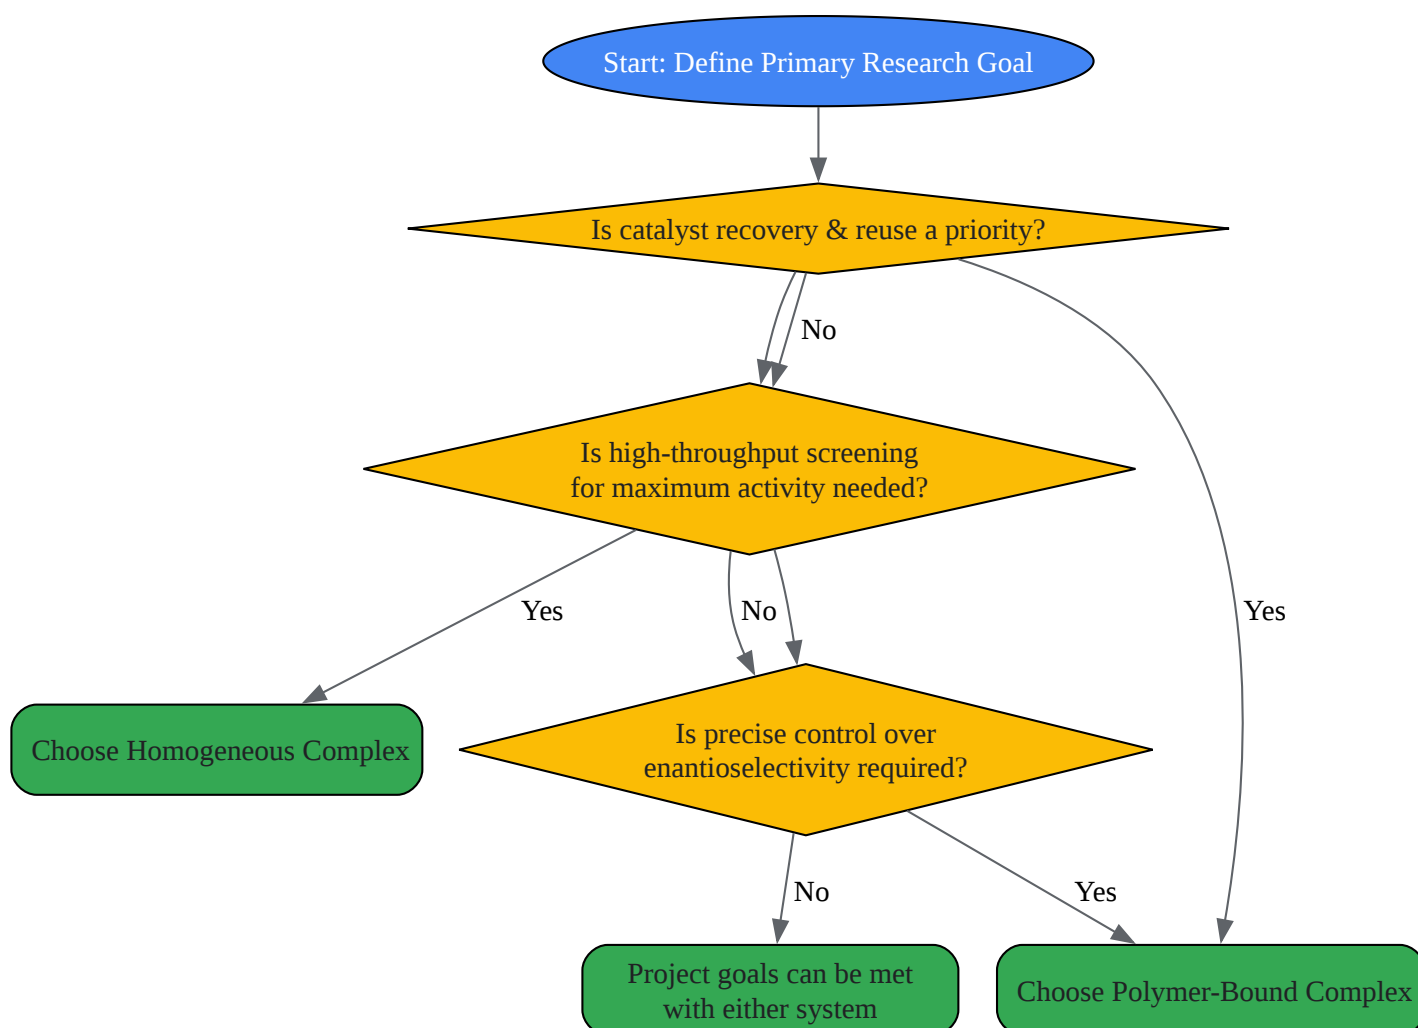 Start: Define Primary Research Goal
Is catalyst recovery & reuse a priority?
No
Is high-throughput screening
for maximum activity needed?
Yes
No
Yes
Choose Homogeneous Complex
Is precise control over
enantioselectivity required?
No
Yes
Project goals can be met
with either system
Choose Polymer-Bound Complex